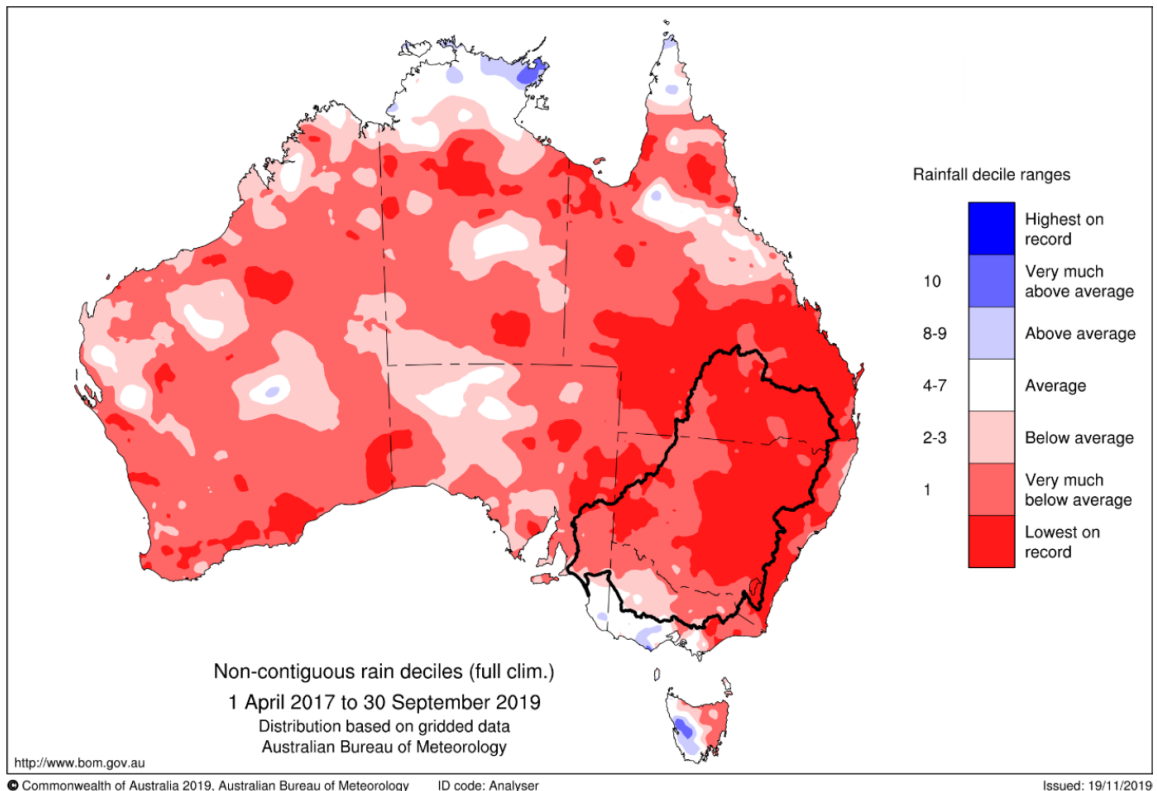 Rainfall decile ranges
Highest on
record
10
Very much
above average
8-9
Above average
4-7
Average
2-3
Below average
1
Very much
below average
Lowest on
record
Non-contiguous rain deciles (full clim.)
1 April 2017 to 30 September 2019
Distribution based on gridded data
Australian Bureau of Meteorology
http://www.bom.gov.au
© Commonwealth of Australia 2019, Australian Bureau of Meteorology
ID code: Analyser
Issued: 19/11/2019